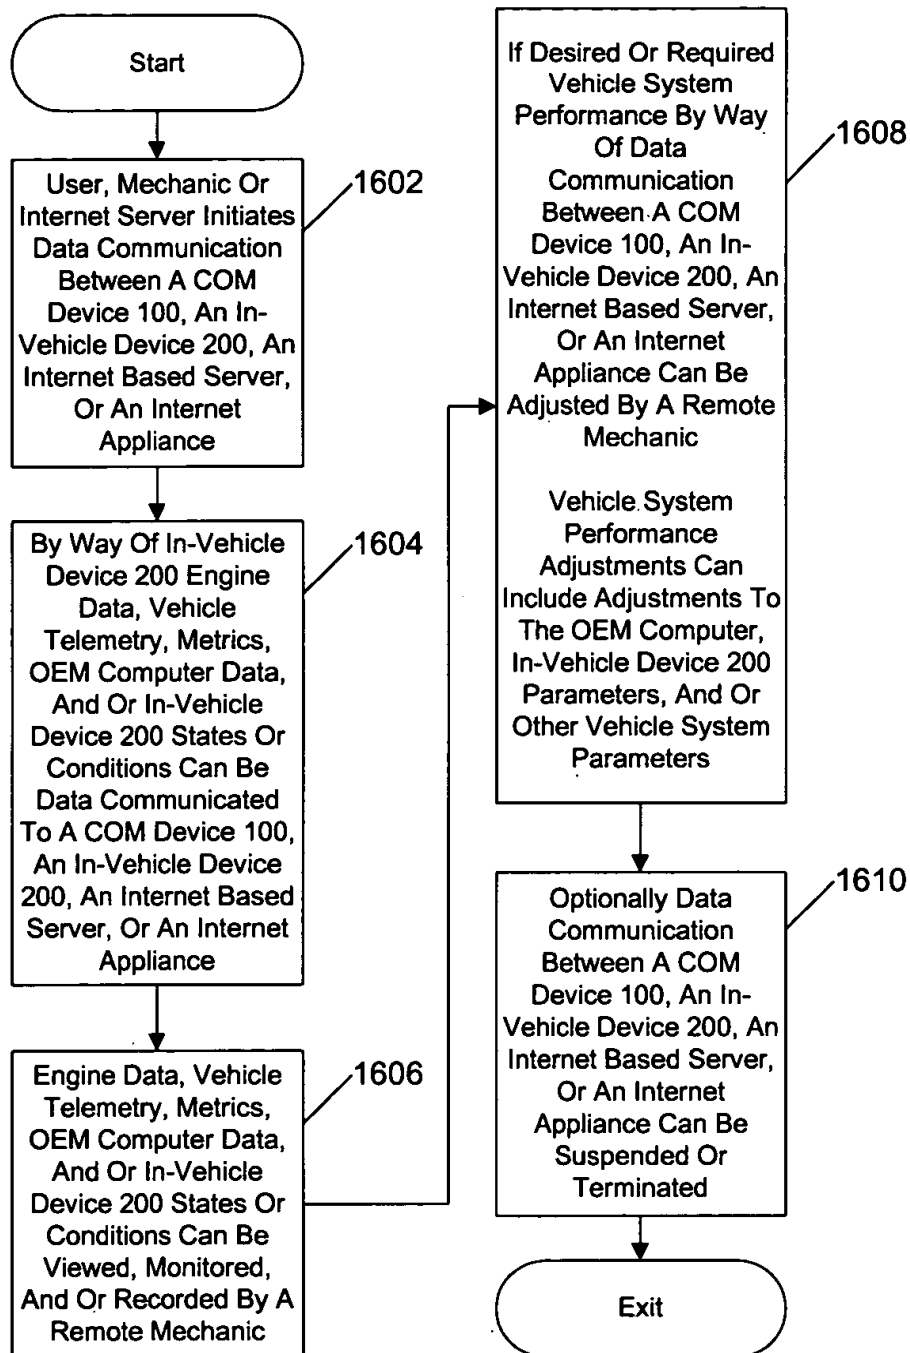 Start
User, Mechanic Or
Internet Server Initiates
Data Communication
Between A COM
Device 100, An In-
Vehicle Device 200, An
Internet Based Server,
Or An Internet
Appliance
1602
By Way Of In-Vehicle
Device 200 Engine
Data, Vehicle
Telemetry, Metrics,
OEM Computer Data,
And Or In-Vehicle
Device 200 States Or
Conditions Can Be
Data Communicated
To A COM Device 100,
An In-Vehicle Device
200, An Internet Based
Server, Or An Internet
Appliance
1604
Engine Data, Vehicle
Telemetry, Metrics,
OEM Computer Data,
And Or In-Vehicle
Device 200 States Or
Conditions Can Be
Viewed, Monitored,
And Or Recorded By A
Remote Mechanic
1606
If Desired Or Required
Vehicle System
Performance By Way
Of Data
Communication
Between A COM
Device 100, An In-
Vehicle Device 200, An
Internet Based Server,
Or An Internet
Appliance Can Be
Adjusted By A Remote
Mechanic
Vehicle System
Performance
Adjustments Can
Include Adjustments To
The OEM Computer,
In-Vehicle Device 200
Parameters, And Or
Other Vehicle System
Parameters
1608
Optionally Data
Communication
Between A COM
Device 100, An In-
Vehicle Device 200, An
Internet Based Server,
Or An Internet
Appliance Can Be
Suspended Or
Terminated
1610
Exit